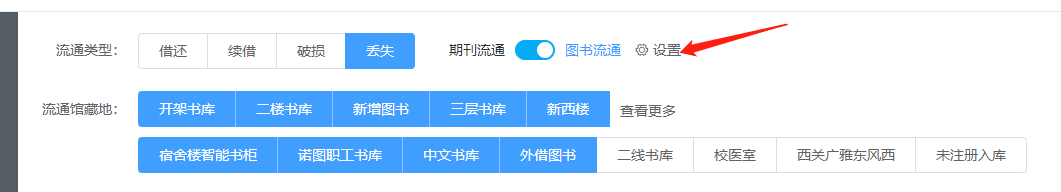 流通类型： 借还 续借 破损 丢失 期刊流通 图书流通 设置
流通馆藏地： 开架书库 二楼书库 新增图书 三层书库 新西楼 查看更多
宿舍楼智能书柜 诺图职工书库 中文书库 外借图书 二线书库 校医室 西关广雅东风西 未注册入库